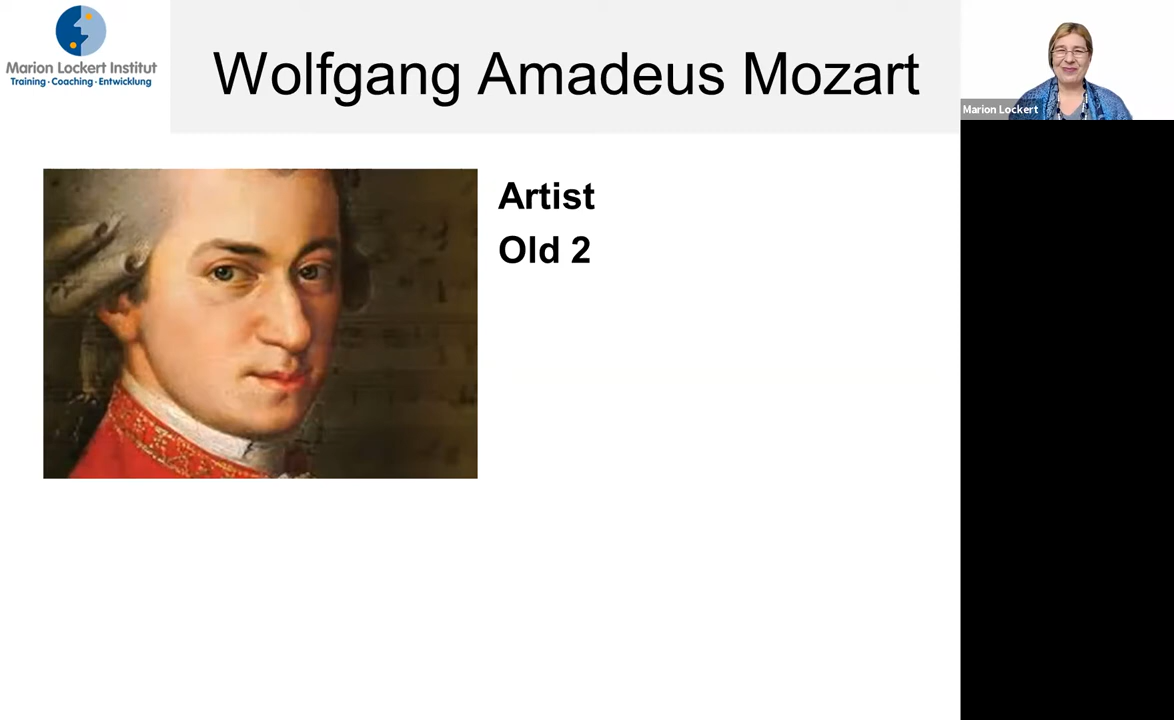 Marion Lockert Institut
Training · Coaching · Entwicklung
Wolfgang Amadeus Mozart
Marion Lockert
Artist
Old 2